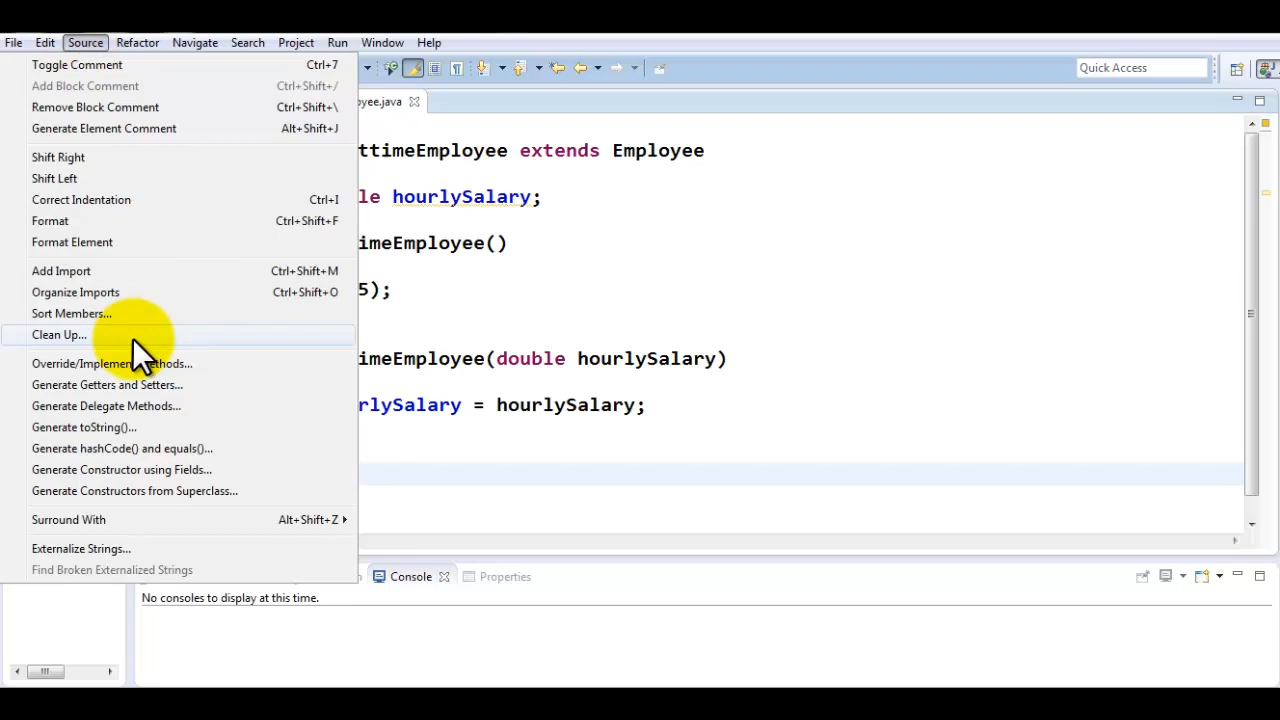 File Edit Source Refactor Navigate Search Project Run Window Help
Quick Access
Toggle Comment Ctrl+7
Add Block Comment Ctrl+Shift+/
Remove Block Comment Ctrl+Shift+\
Generate Element Comment Alt+Shift+J
Shift Right
Shift Left
Correct Indentation Ctrl+I
Format Ctrl+Shift+F
Format Element
Add Import Ctrl+Shift+M
Organize Imports Ctrl+Shift+O
Sort Members...
Clean Up...
Override/Implement Methods...
Generate Getters and Setters...
Generate Delegate Methods...
Generate toString()...
Generate hashCode() and equals()...
Generate Constructor using Fields...
Generate Constructors from Superclass...
Surround With Alt+Shift+Z
Externalize Strings...
Find Broken Externalized Strings
yee.java
ttimeEmployee extends Employee
le hourlySalary;
imeEmployee()
5);
imeEmployee(double hourlySalary)
rlySalary = hourlySalary;
Console Properties
No consoles to display at this time.